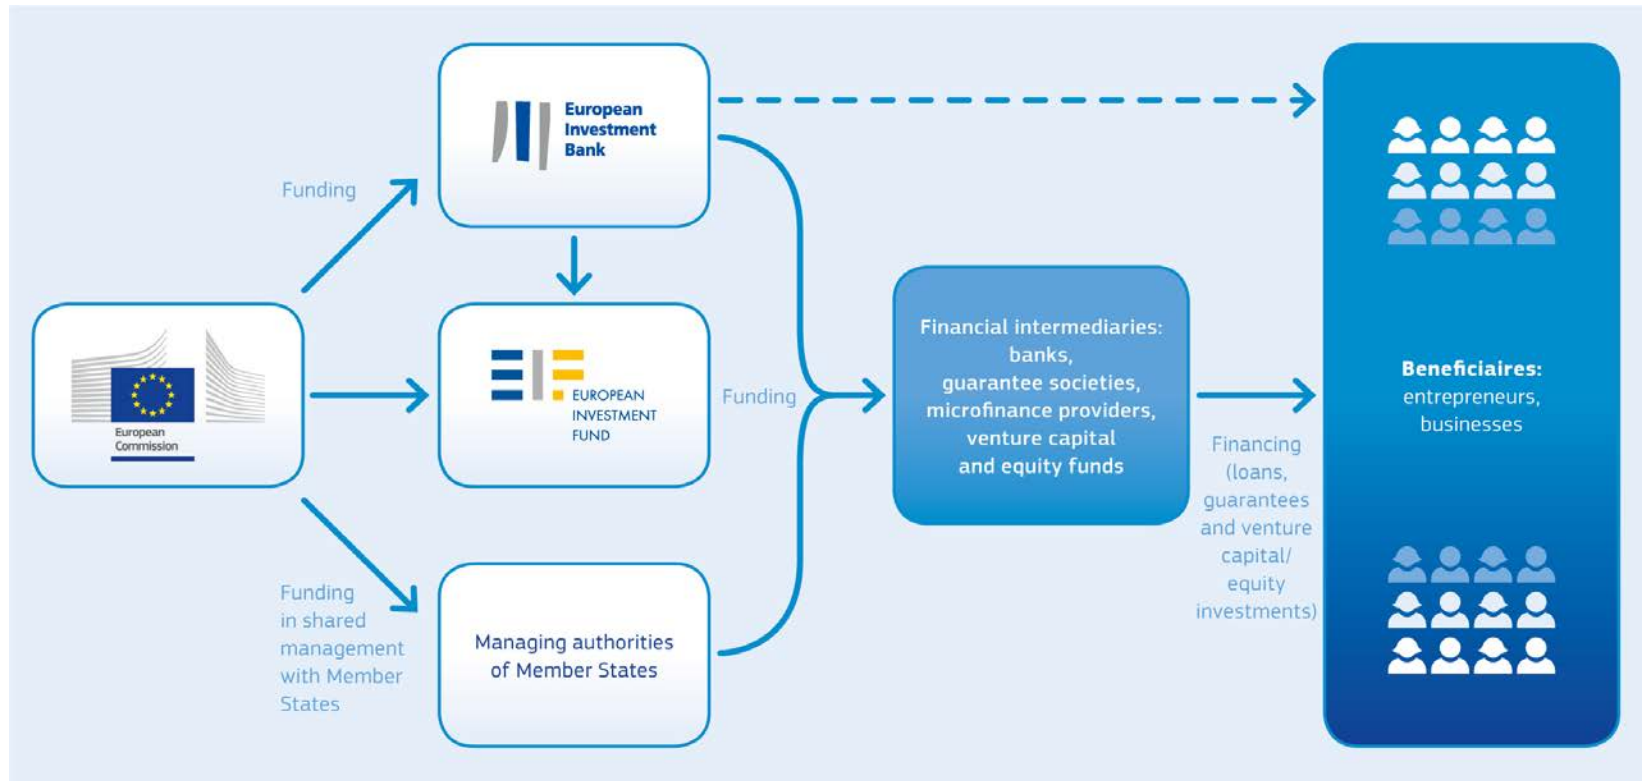 European
Investment
Bank
Funding
European
Commission
EUROPEAN
INVESTMENT
FUND
Funding
Financial intermediaries:
banks,
guarantee societies,
microfinance providers,
venture capital
and equity funds
Beneficiaires:
entrepreneurs,
businesses
Financing
(loans,
guarantees
and venture
capital/
equity
investments)
Funding
in shared
management
with Member
States
Managing authorities
of Member States